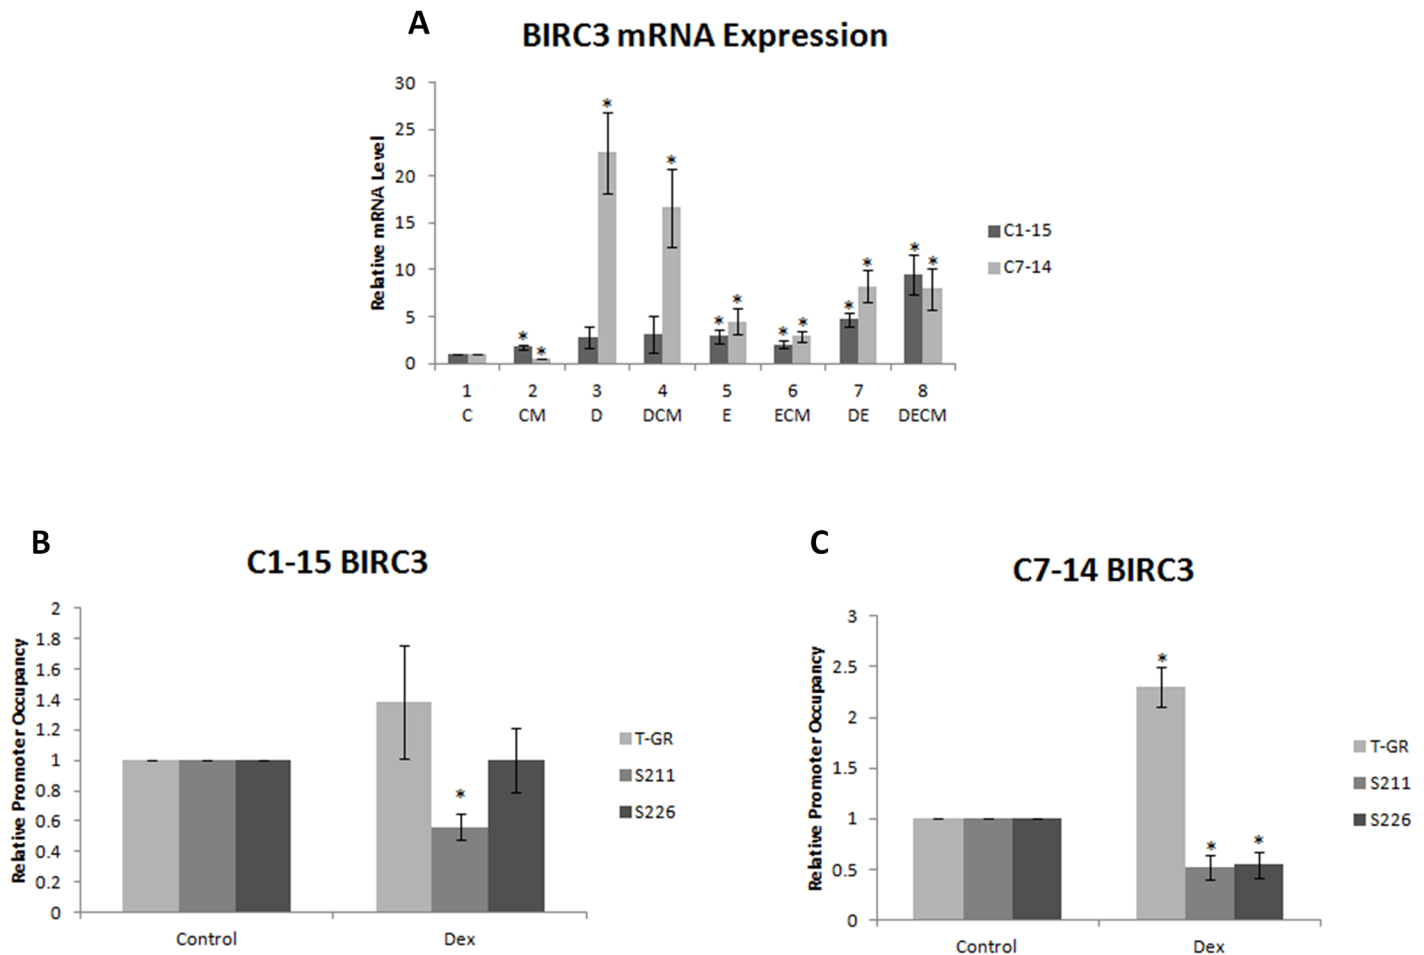 A
BIRC3 mRNA Expression
Relative mRNA Level
30
25
20
15
10
5
0
* * * * * * * * * * * *
1 2 3 4 5 6 7 8
C CM D DCM E ECM DE DECM
C1-15
C7-14
B
C1-15 BIRC3
Relative Promoter Occupancy
2
1.8
1.6
1.4
1.2
1
0.8
0.6
0.4
0.2
0
*
Control Dex
T-GR
S211
S226
C
C7-14 BIRC3
Relative Promoter Occupancy
3
2.5
2
1.5
1
0.5
0
* * *
Control Dex
T-GR
S211
S226